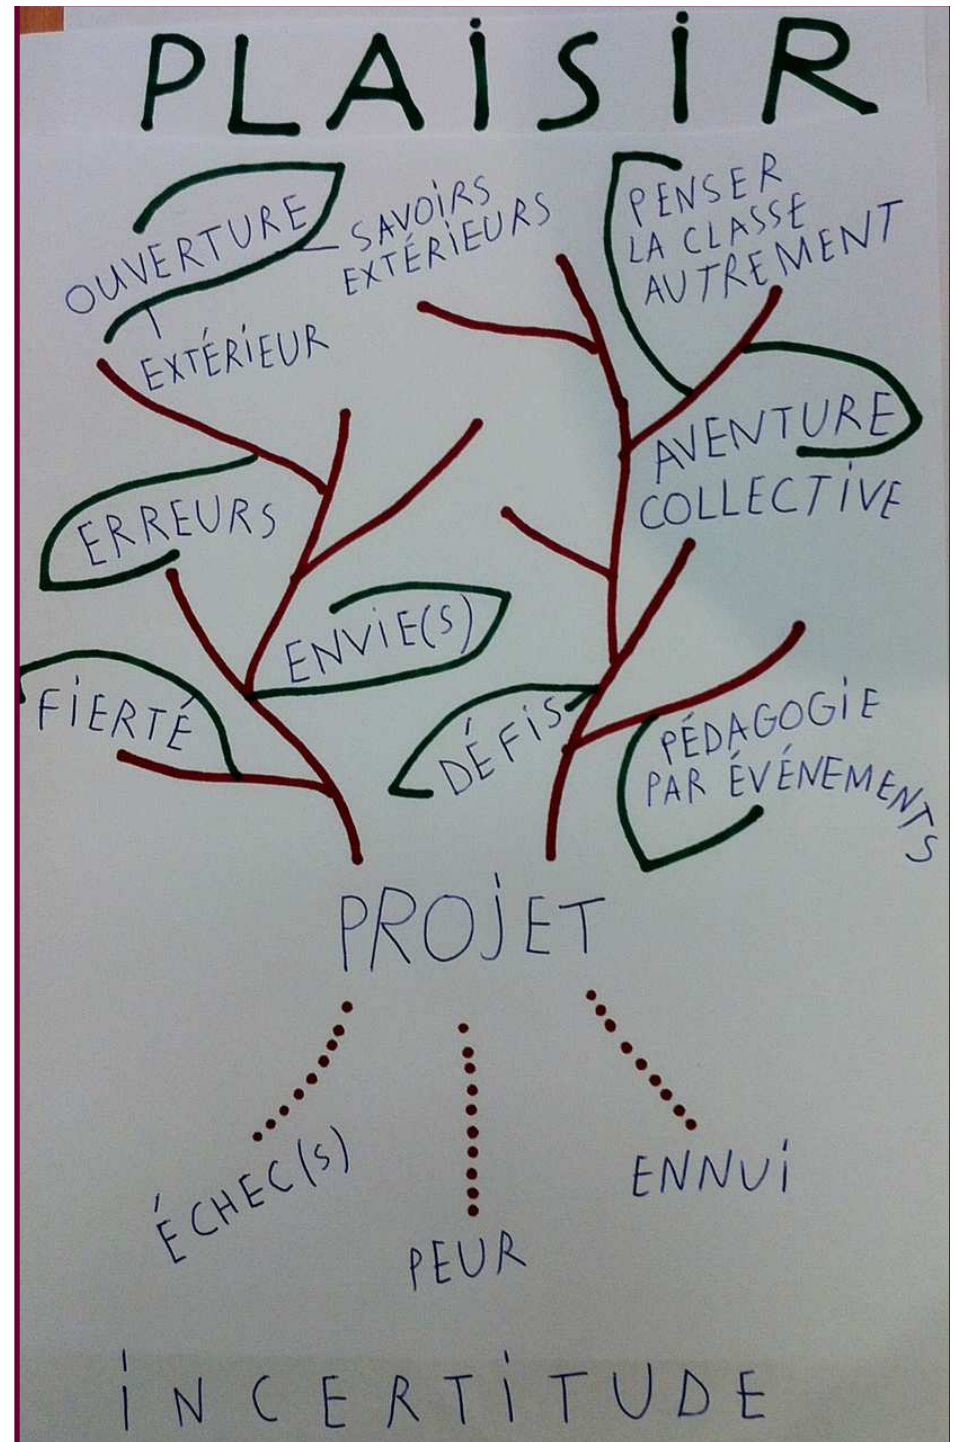 PLAiSiR
OUVERTURE
SAVOiRS
EXTÉRiEURS
EXTÉRiEUR
PENSER
LA CLASSE
AUTREMENT
AVENTURE
COLLECTiVE
ERREURS
ENViE(S)
FiERTÉ
DÉFiS
PÉDAGOGiE
PAR ÉVÉNEMENTS
PROJET
ÉCHEC(S)
PEUR
ENNUi
iNCERTiTUDE